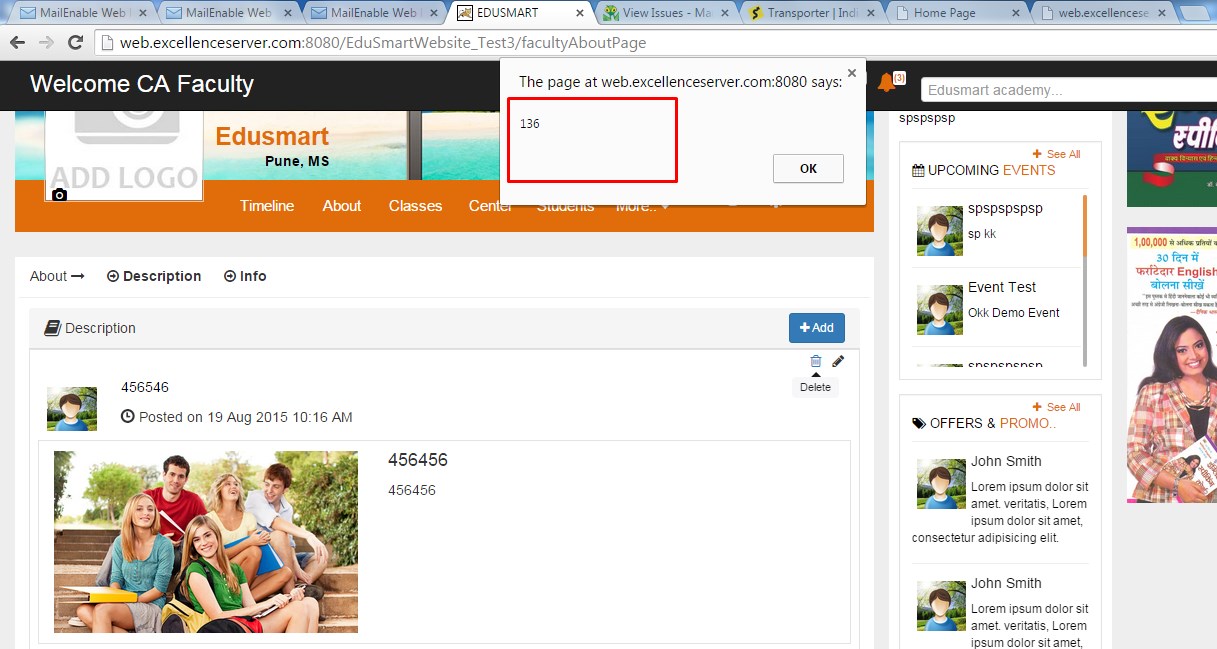 MailEnable Web
MailEnable Web
MailEnable Web
EDUSMART
View Issues - Ma
Transporter | Indi
Home Page
web.excellencese
web.excellenceserver.com:8080/EduSmartWebsite_Test3/facultyAboutPage
The page at web.excellenceserver.com:8080 says:
136
OK
Welcome CA Faculty
(3)
Edusmart academy...
ADD LOGO
Edusmart
Pune, MS
Timeline About Classes Center Students More..
About Description Info
Description
Add
Delete
456546
Posted on 19 Aug 2015 10:16 AM
456456
456456
spspspsp
See All
UPCOMING EVENTS
spspspspsp
sp kk
Event Test
Okk Demo Event
spspspspsp
See All
OFFERS & PROMO..
John Smith
Lorem ipsum dolor sit
amet. veritatis, Lorem
ipsum dolor sit amet,
consectetur adipisicing elit.
John Smith
Lorem ipsum dolor sit
amet. veritatis, Lorem
ipsum dolor sit amet,
स्पी
1,00,000 से अधिक प्रतियों
30 दिन में
फर्राटेदार English
बोलना सीखें